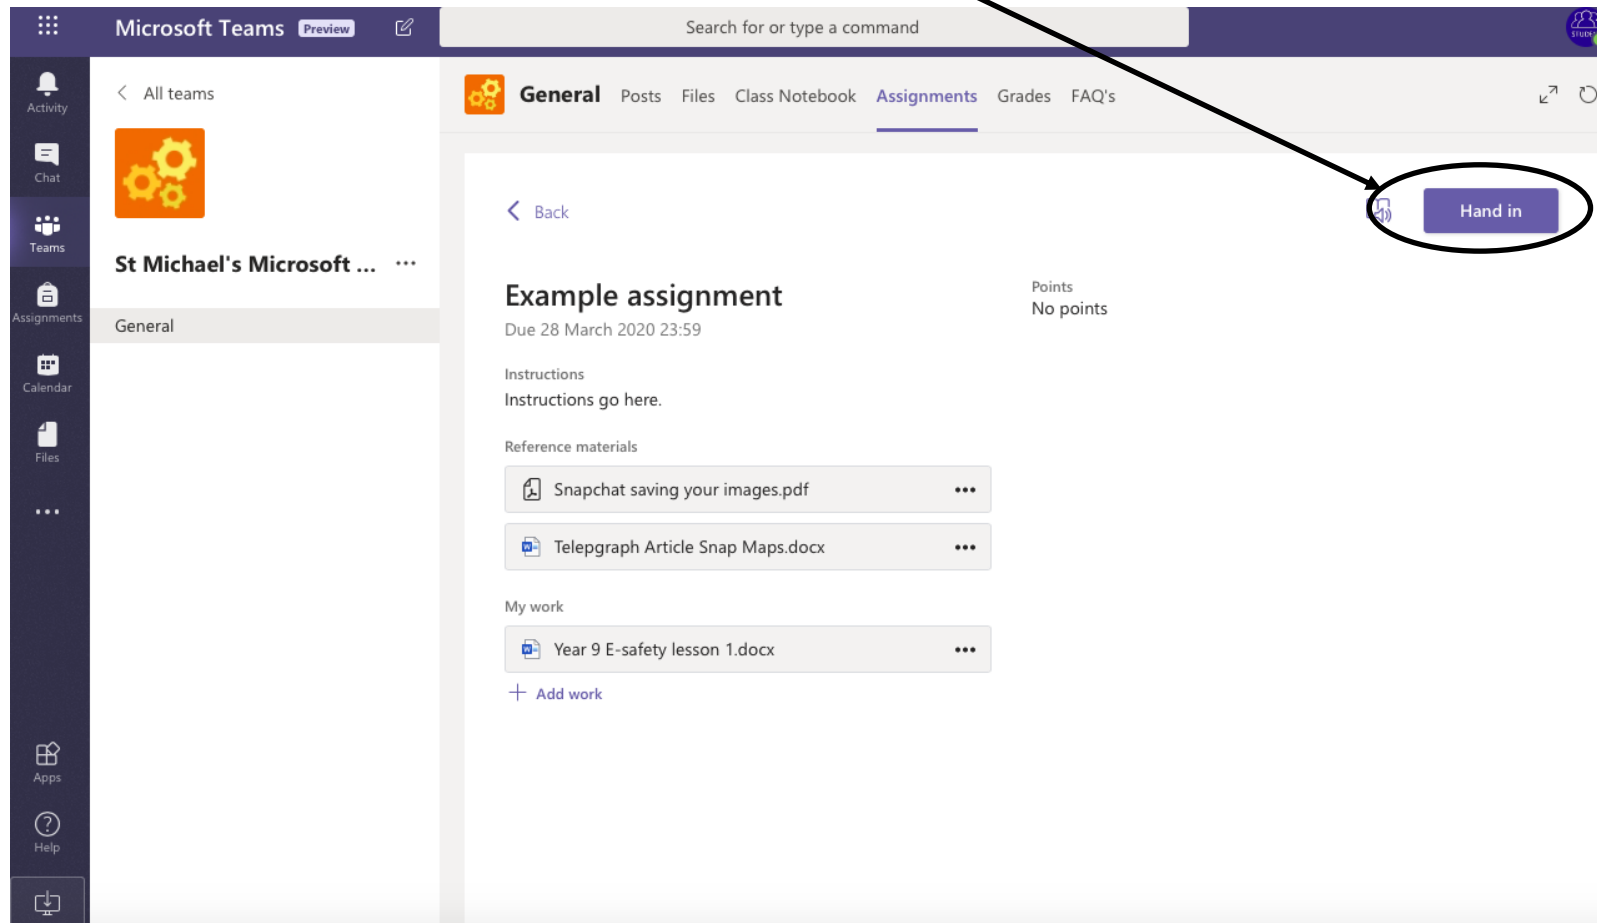 Microsoft Teams Preview
Search for or type a command
STUDE
Activity
Chat
Teams
Assignments
Calendar
Files
Apps
Help
All teams
St Michael's Microsoft ...
General
General Posts Files Class Notebook Assignments Grades FAQ's
Back
Hand in
Example assignment
Due 28 March 2020 23:59
Points
No points
Instructions
Instructions go here.
Reference materials
Snapchat saving your images.pdf
Telepgraph Article Snap Maps.docx
My work
Year 9 E-safety lesson 1.docx
Add work